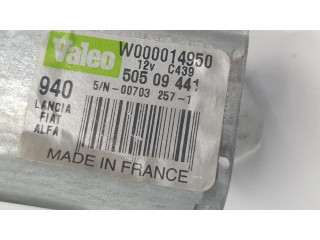 Valeo W000014950
12v C439
940 505 09 441
LANCIA S/N-00703 257-1
FIAT
ALFA
MADE IN FRANCE